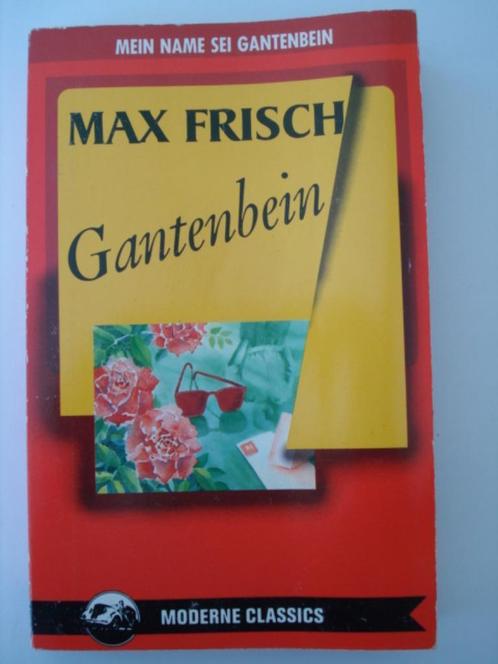 MEIN NAME SEI GANTENBEIN
MAX FRISCH
Gantenbein
MODERNE CLASSICS